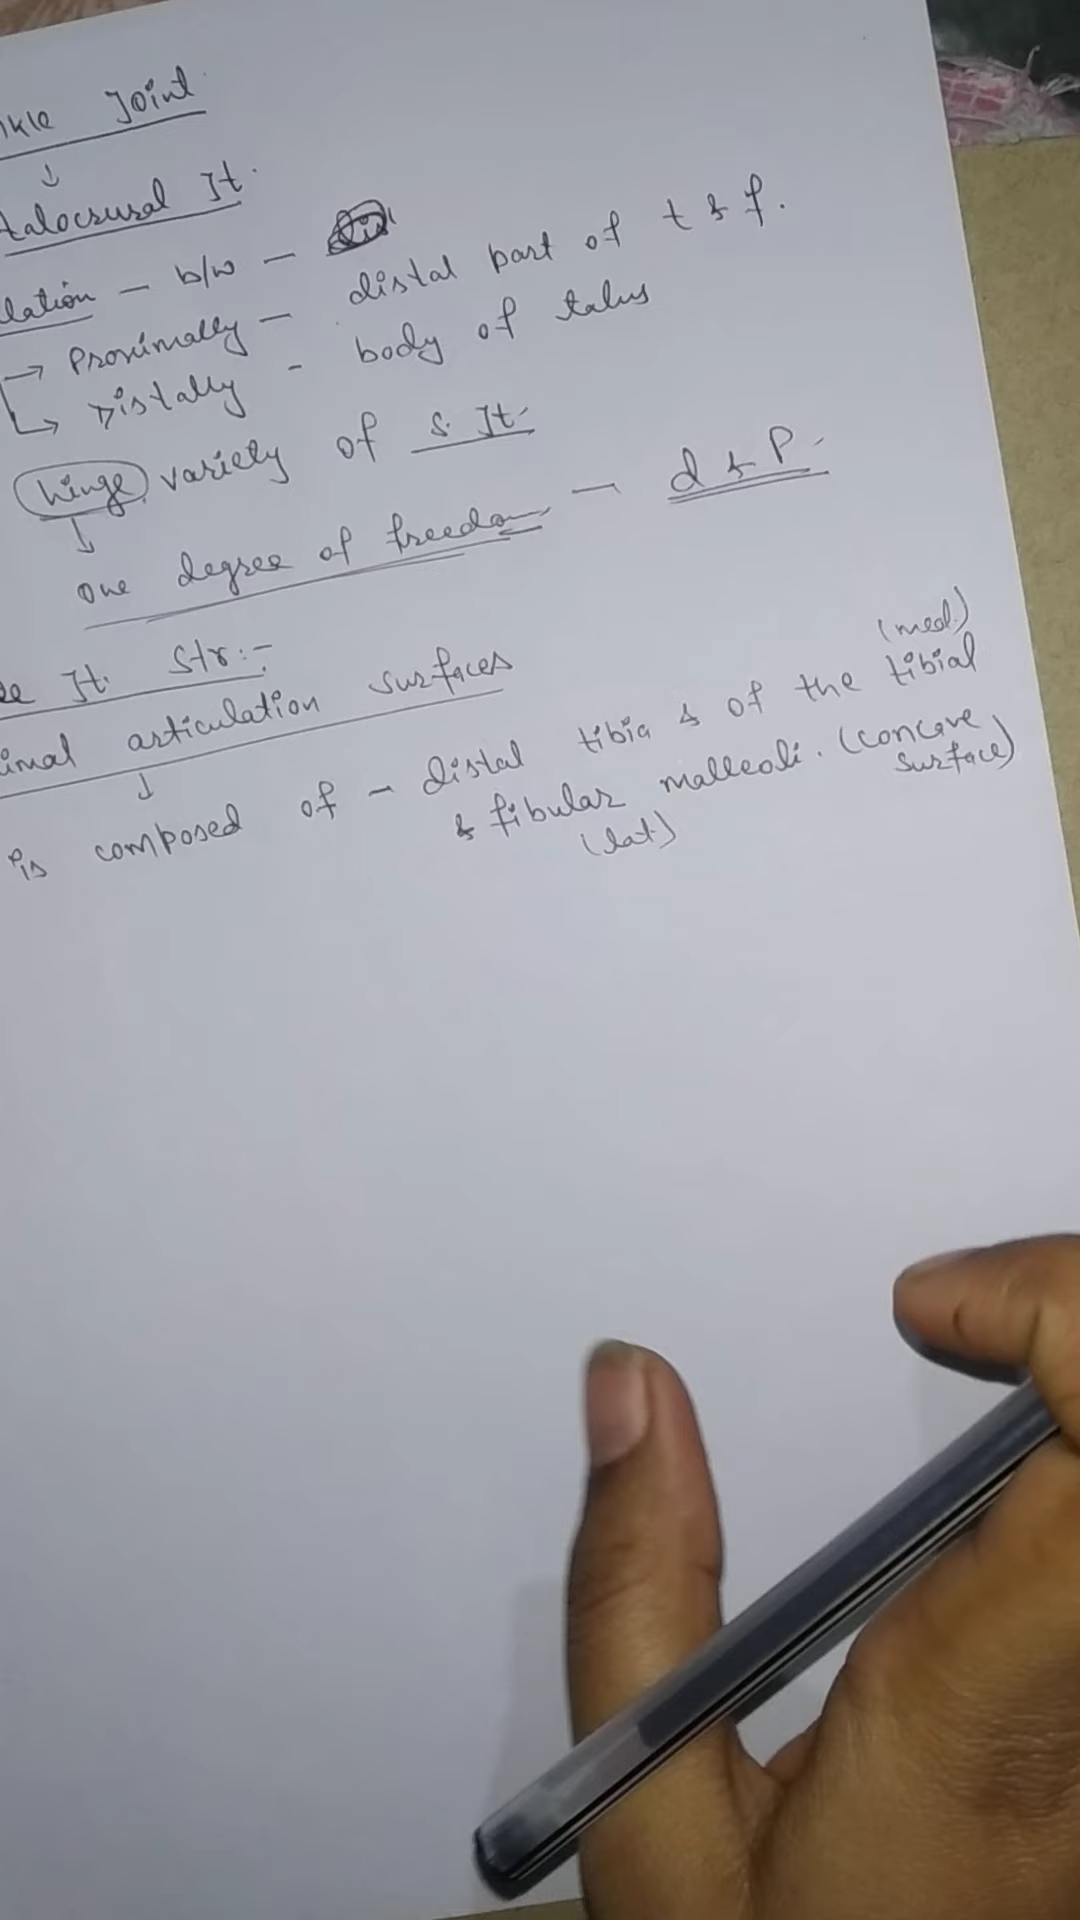 nkle Joint
↓
talocrural Jt.
lation - b/w -
→ Proximally - distal part of t & f.
→ Distally - body of talus
hinge variety of s. Jt.
↓
one degree of freedom - d & P.
le Jt. Str:-
imal articulation surfaces
↓
(med.)
is composed of - distal tibia & of the tibial
& fibular malleoli. (concave
surface)
(lat)